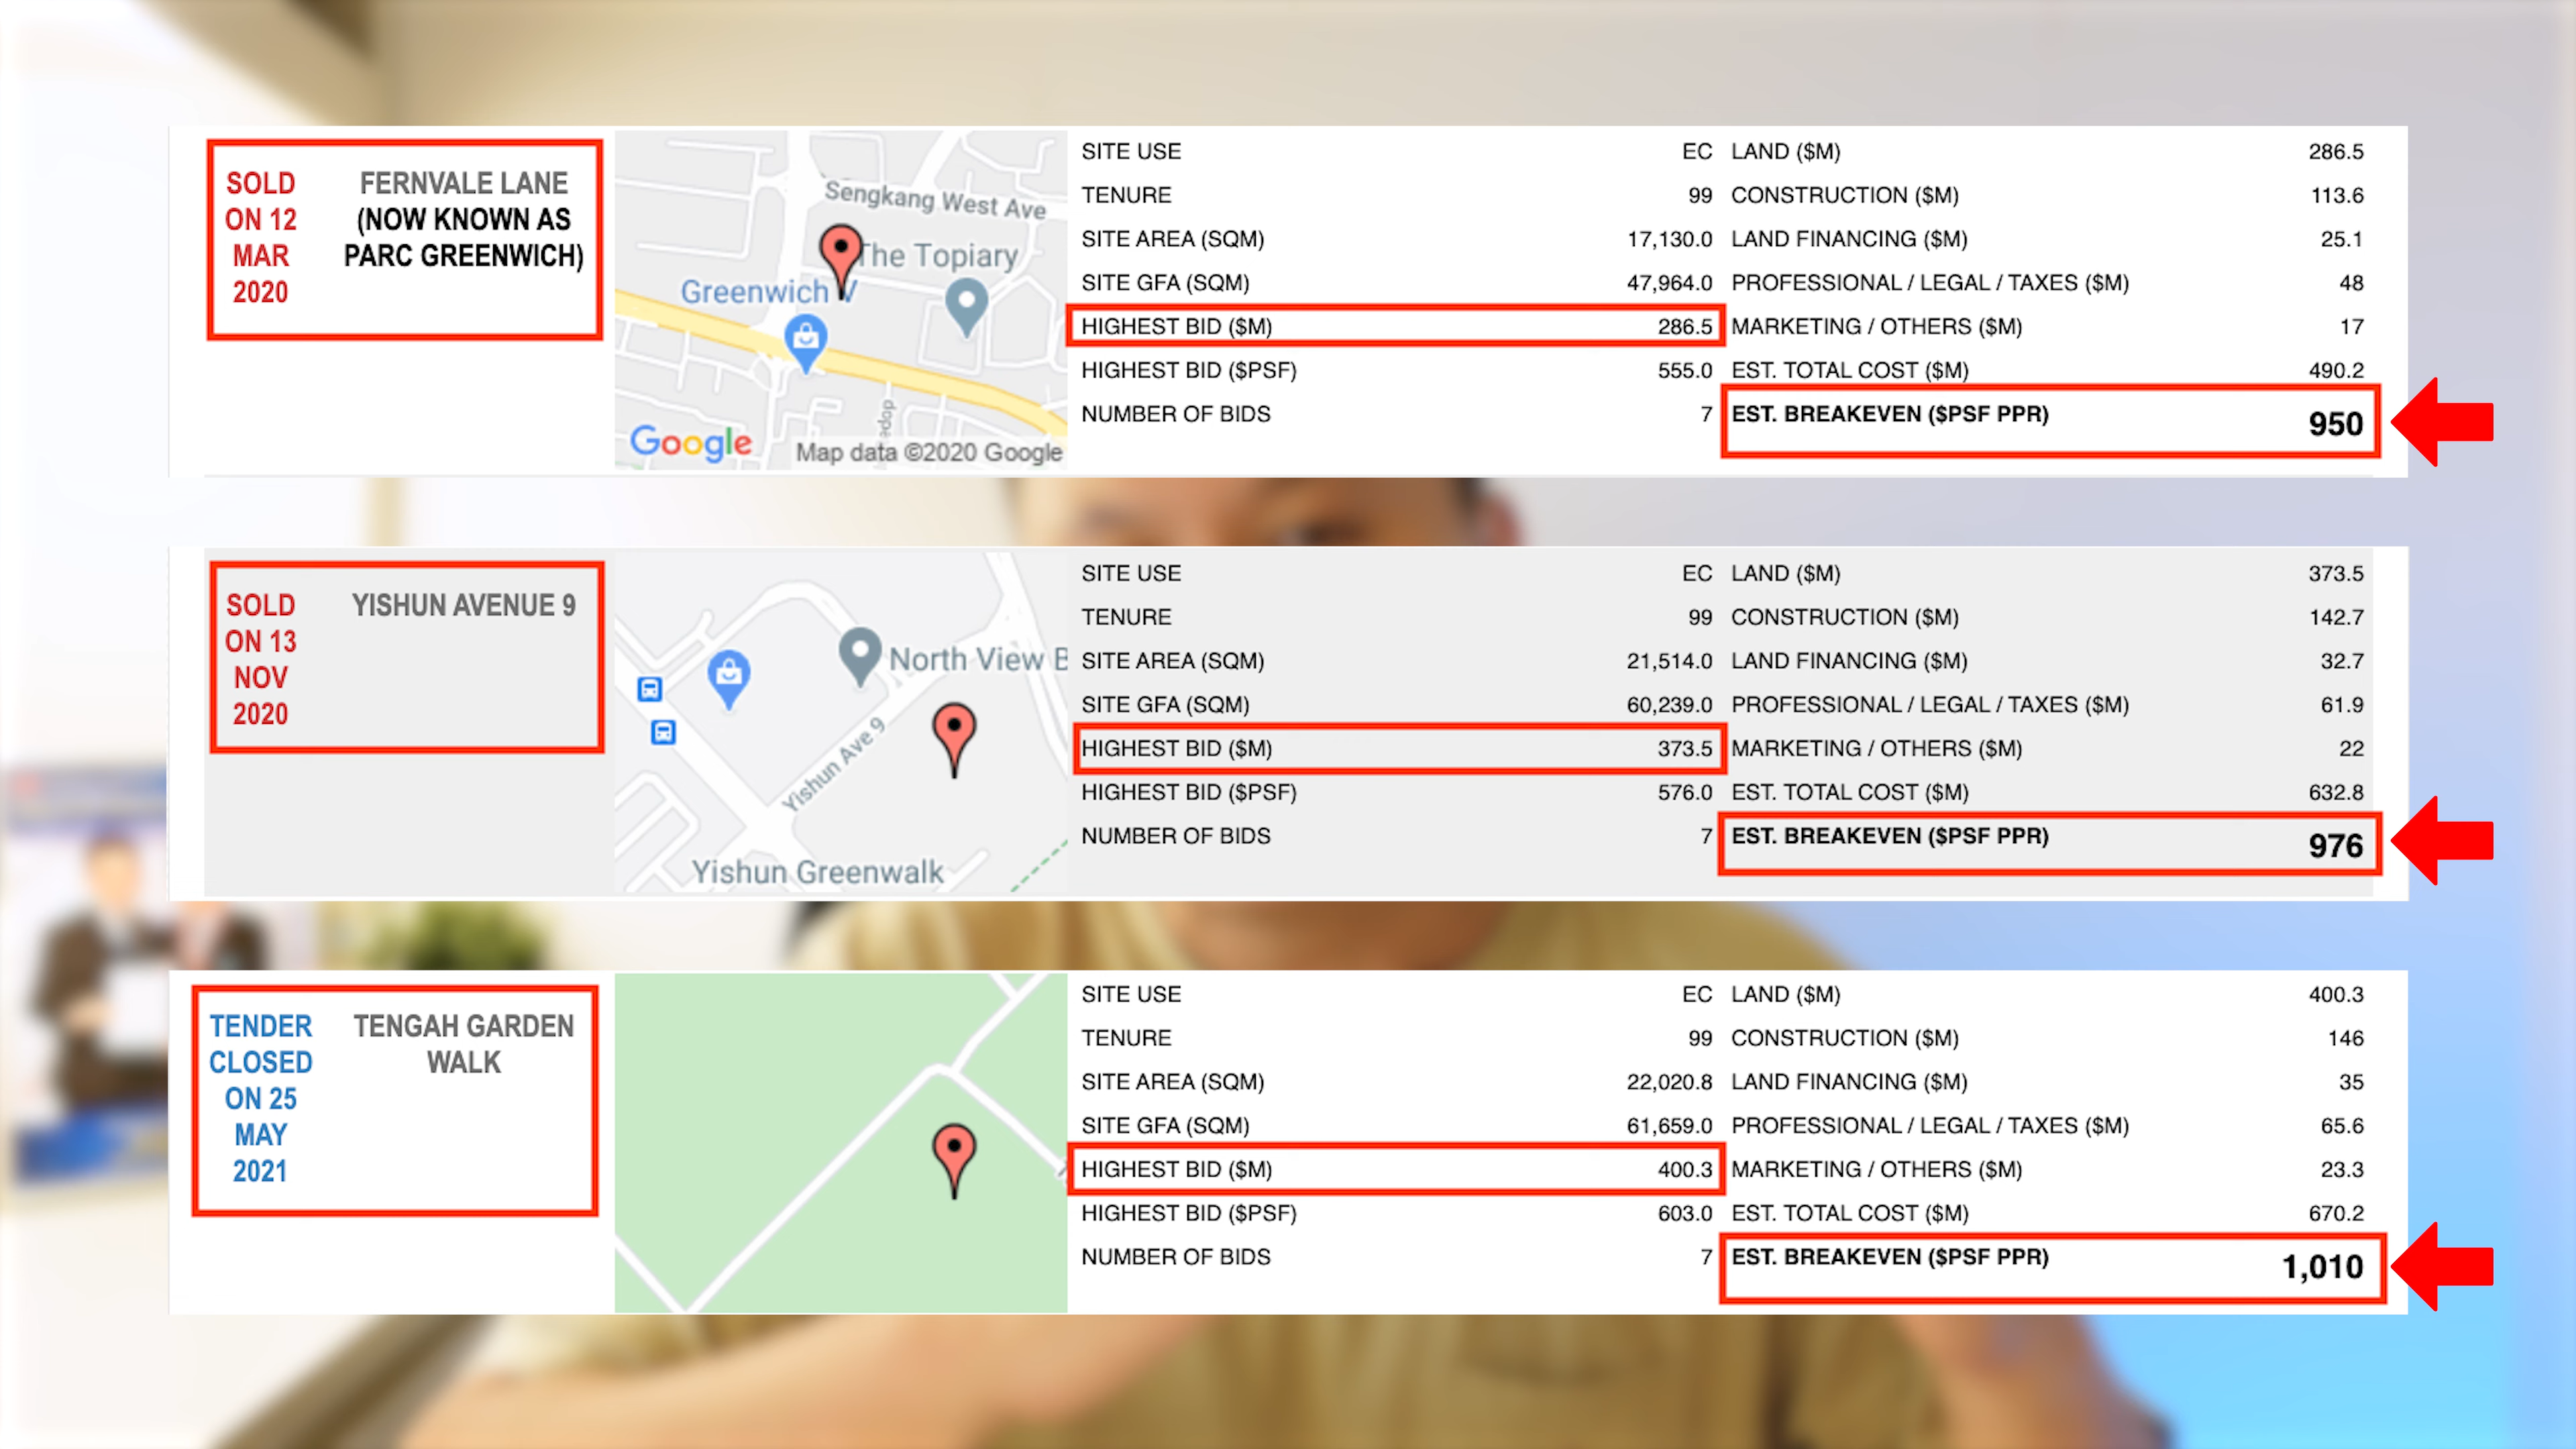 SOLD
ON 12
MAR
2020
FERNVALE LANE
(NOW KNOWN AS
PARC GREENWICH)
Sengkang West Ave
The Topiary
Greenwich V
Google
Map data ©2020 Google
SITE USE EC LAND ($M) 286.5
TENURE 99 CONSTRUCTION ($M) 113.6
SITE AREA (SQM) 17,130.0 LAND FINANCING ($M) 25.1
SITE GFA (SQM) 47,964.0 PROFESSIONAL / LEGAL / TAXES ($M) 48
HIGHEST BID ($M) 286.5 MARKETING / OTHERS ($M) 17
HIGHEST BID ($PSF) 555.0 EST. TOTAL COST ($M) 490.2
NUMBER OF BIDS 7 EST. BREAKEVEN ($PSF PPR) 950
SOLD
ON 13
NOV
2020
YISHUN AVENUE 9
North View B
Yishun Ave 9
Yishun Greenwalk
SITE USE EC LAND ($M) 373.5
TENURE 99 CONSTRUCTION ($M) 142.7
SITE AREA (SQM) 21,514.0 LAND FINANCING ($M) 32.7
SITE GFA (SQM) 60,239.0 PROFESSIONAL / LEGAL / TAXES ($M) 61.9
HIGHEST BID ($M) 373.5 MARKETING / OTHERS ($M) 22
HIGHEST BID ($PSF) 576.0 EST. TOTAL COST ($M) 632.8
NUMBER OF BIDS 7 EST. BREAKEVEN ($PSF PPR) 976
TENDER
CLOSED
ON 25
MAY
2021
TENGAH GARDEN
WALK
SITE USE EC LAND ($M) 400.3
TENURE 99 CONSTRUCTION ($M) 146
SITE AREA (SQM) 22,020.8 LAND FINANCING ($M) 35
SITE GFA (SQM) 61,659.0 PROFESSIONAL / LEGAL / TAXES ($M) 65.6
HIGHEST BID ($M) 400.3 MARKETING / OTHERS ($M) 23.3
HIGHEST BID ($PSF) 603.0 EST. TOTAL COST ($M) 670.2
NUMBER OF BIDS 7 EST. BREAKEVEN ($PSF PPR) 1,010